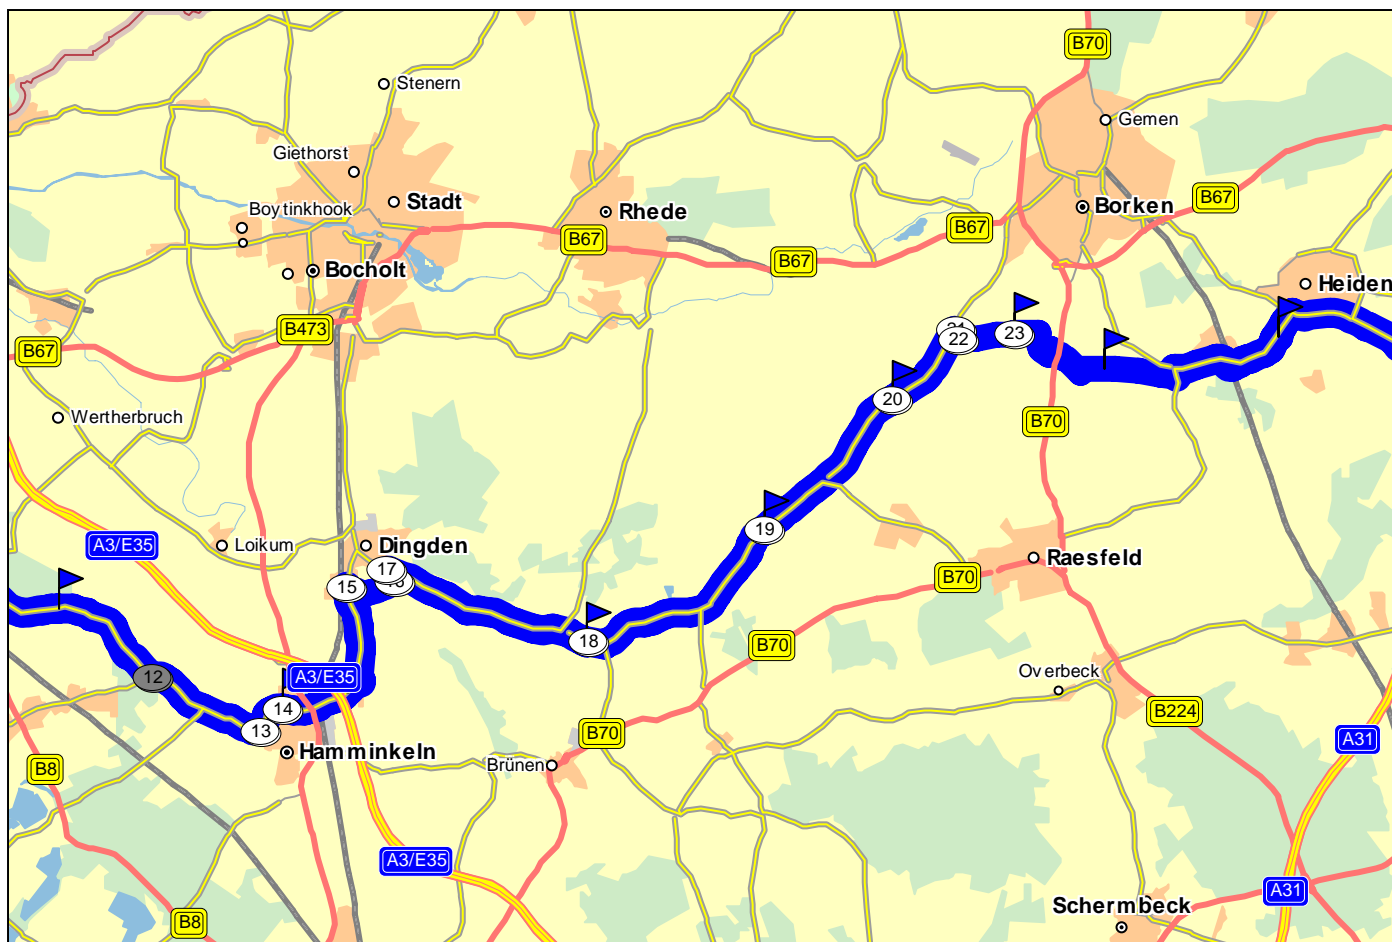 B70
Stenern
Gemen
Giethorst
Stadt
Boytinkhook
Rhede
Borken
B67
B67
B67
B67
Bocholt
Heiden
B473
B67
22
23
20
B70
Wertherbruch
19
A3/E35
Loikum
Dingden
17
15
B70
Raesfeld
18
B70
12
A3/E35
Overbeck
14
13
B70
B224
Hamminkeln
A31
B8
Brünen
A3/E35
A31
Schermbeck
B8